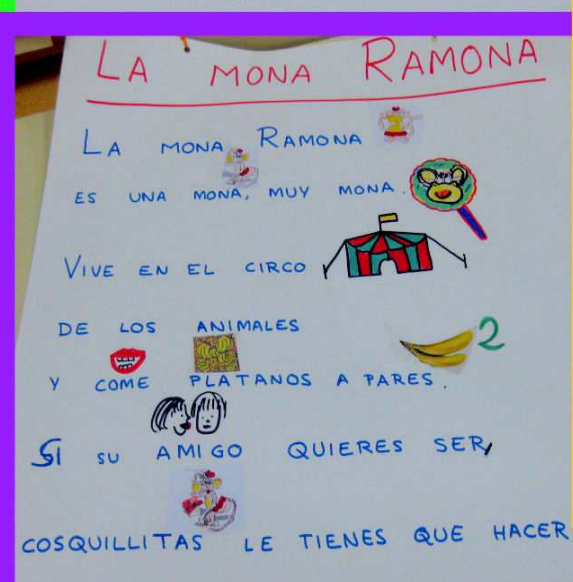 LA MONA RAMONA
LA MONA RAMONA
ES UNA MONA, MUY MONA.
VIVE EN EL CIRCO
DE LOS ANIMALES
2
Y COME PLATANOS A PARES.
SI SU AMIGO QUIERES SER,
COSQUILLITAS LE TIENES QUE HACER